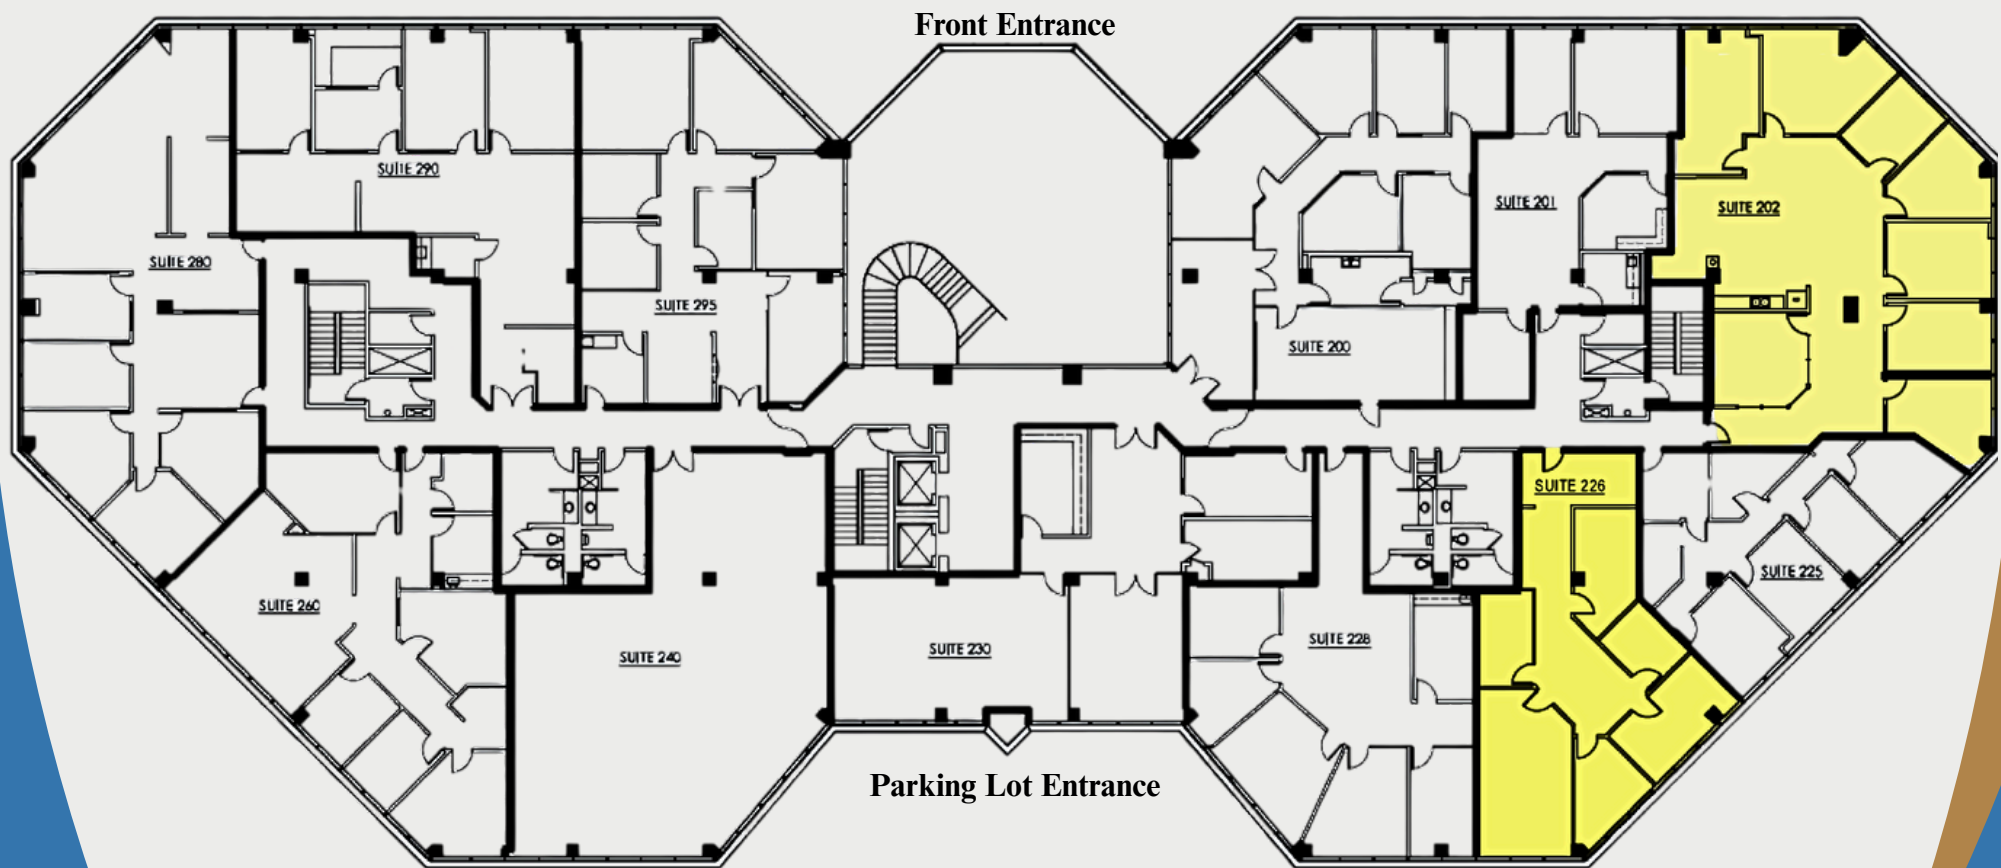 Front Entrance
SUITE 290
SUITE 201
SUITE 202
SUITE 280
SUITE 295
SUITE 200
SUITE 226
SUITE 225
SUITE 260
SUITE 228
SUITE 240
SUITE 230
Parking Lot Entrance